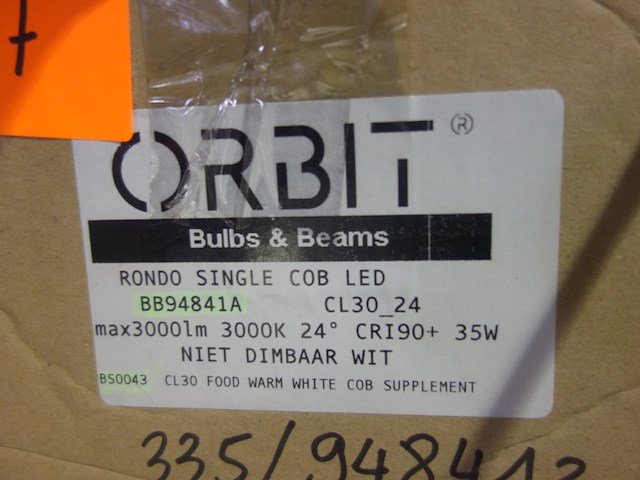 7
ORBIT ®
Bulbs & Beams
RONDO SINGLE COB LED
BB94841A CL30_24
max3000lm 3000K 24° CRI90+ 35W
NIET DIMBAAR WIT
BS0043 CL30 FOOD WARM WHITE COB SUPPLEMENT